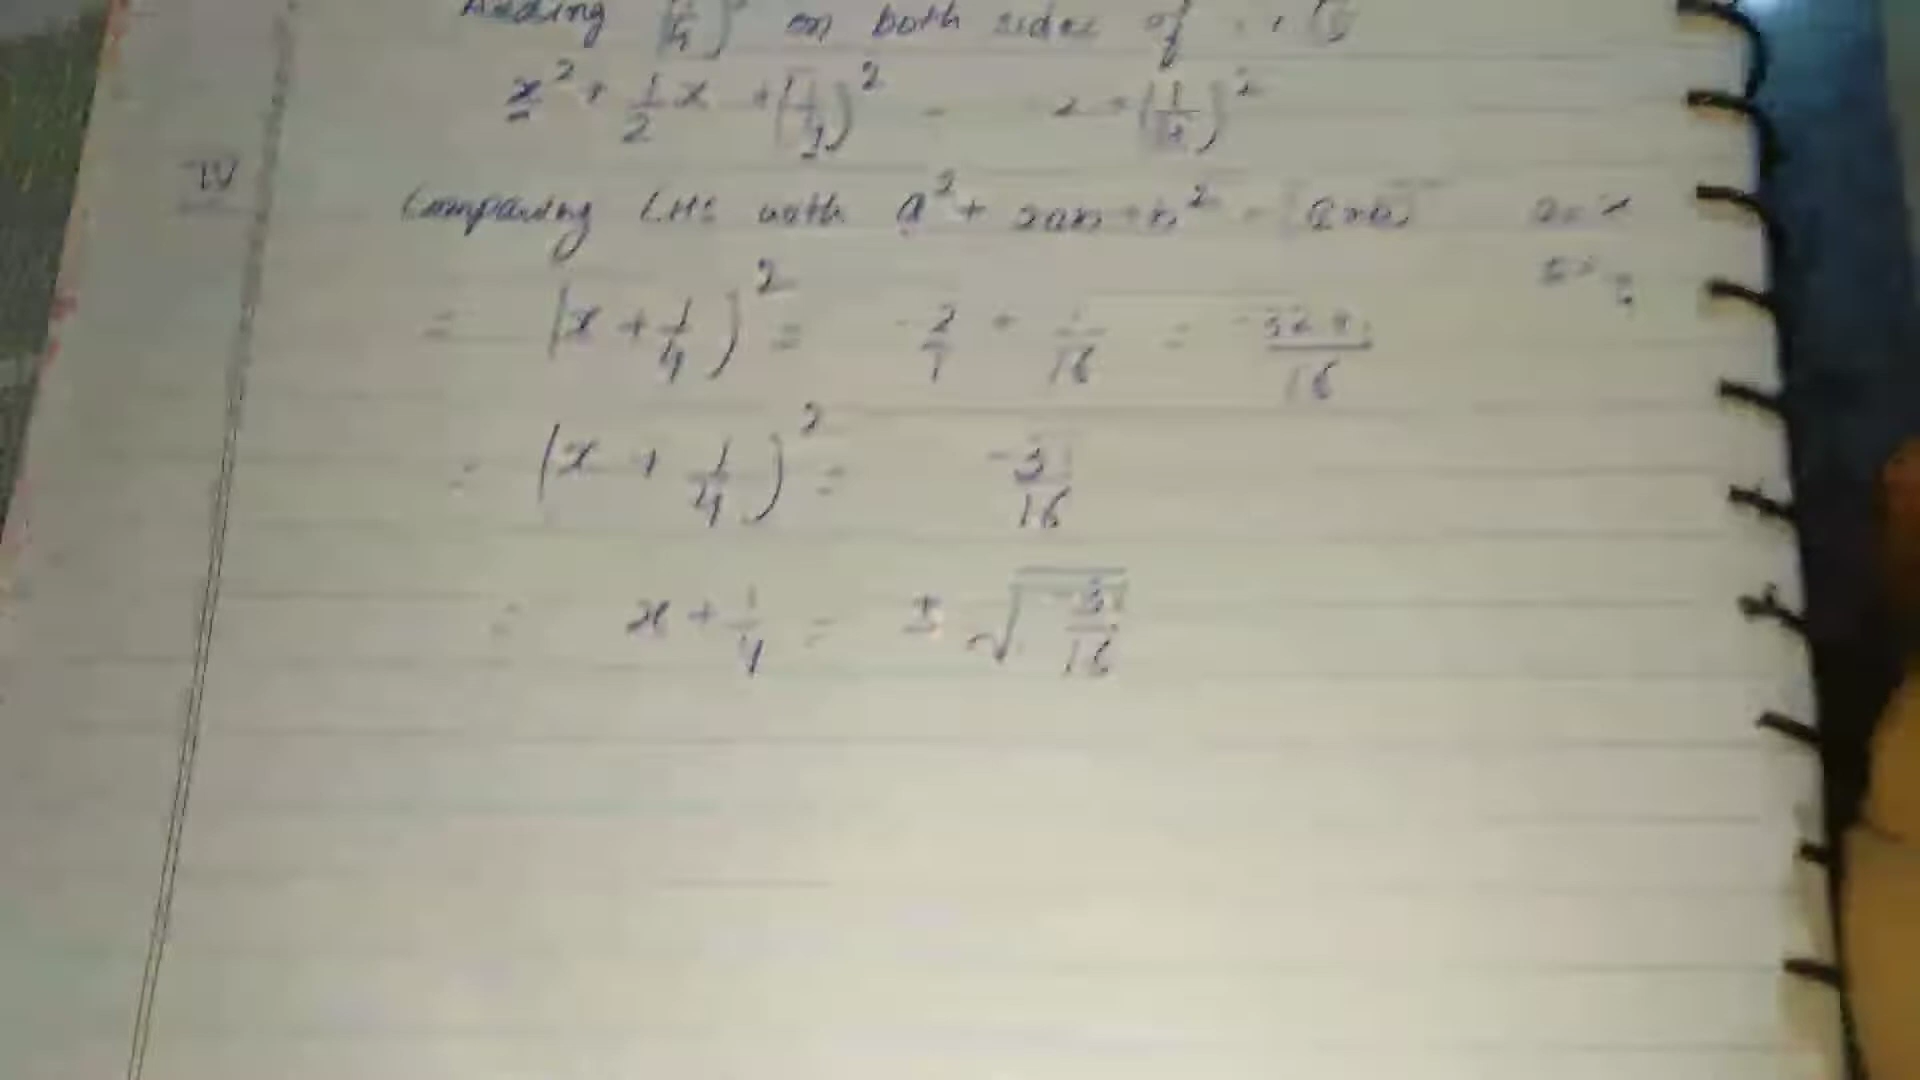 Adding (1/4)² on both sides of
x² + 1/2 x + (1/4)² = -2 + (1/4)²
IV
Comparing LHS with a² + 2ab + b² = (a+b)² a = x
= (x + 1/4)² = -2/1 + 1/16 = -32+1/16
= (x + 1/4)² = -31/16
= x + 1/4 = ± √-31/16